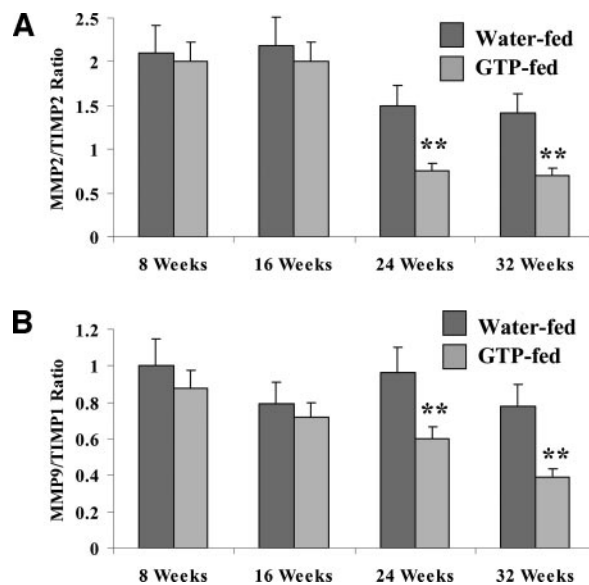 A
MMP2/TIMP2 Ratio
2.5
2
1.5
1
0.5
0
Water-fed
GTP-fed
**
**
8 Weeks
16 Weeks
24 Weeks
32 Weeks
B
MMP9/TIMP1 Ratio
1.2
1
0.8
0.6
0.4
0.2
0
Water-fed
GTP-fed
**
**
8 Weeks
16 Weeks
24 Weeks
32 Weeks